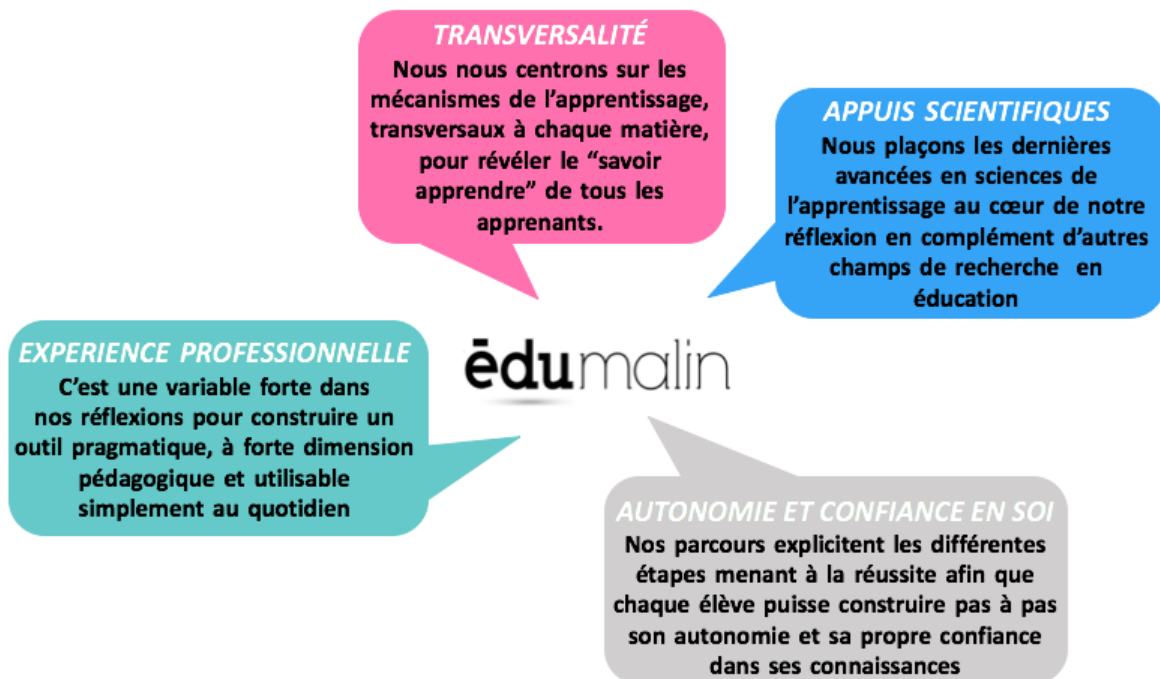 TRANSVERSALITÉ
Nous nous centrons sur les
mécanismes de l’apprentissage,
transversaux à chaque matière,
pour révéler le “savoir
apprendre” de tous les
apprenants.
APPUIS SCIENTIFIQUES
Nous plaçons les dernières
avancées en sciences de
l’apprentissage au cœur de notre
réflexion en complément d’autres
champs de recherche en
éducation
EXPERIENCE PROFESSIONNELLE
C’est une variable forte dans
nos réflexions pour construire un
outil pragmatique, à forte dimension
pédagogique et utilisable
simplement au quotidien
ēdumalin
AUTONOMIE ET CONFIANCE EN SOI
Nos parcours explicitent les différentes
étapes menant à la réussite afin que
chaque élève puisse construire pas à pas
son autonomie et sa propre confiance
dans ses connaissances